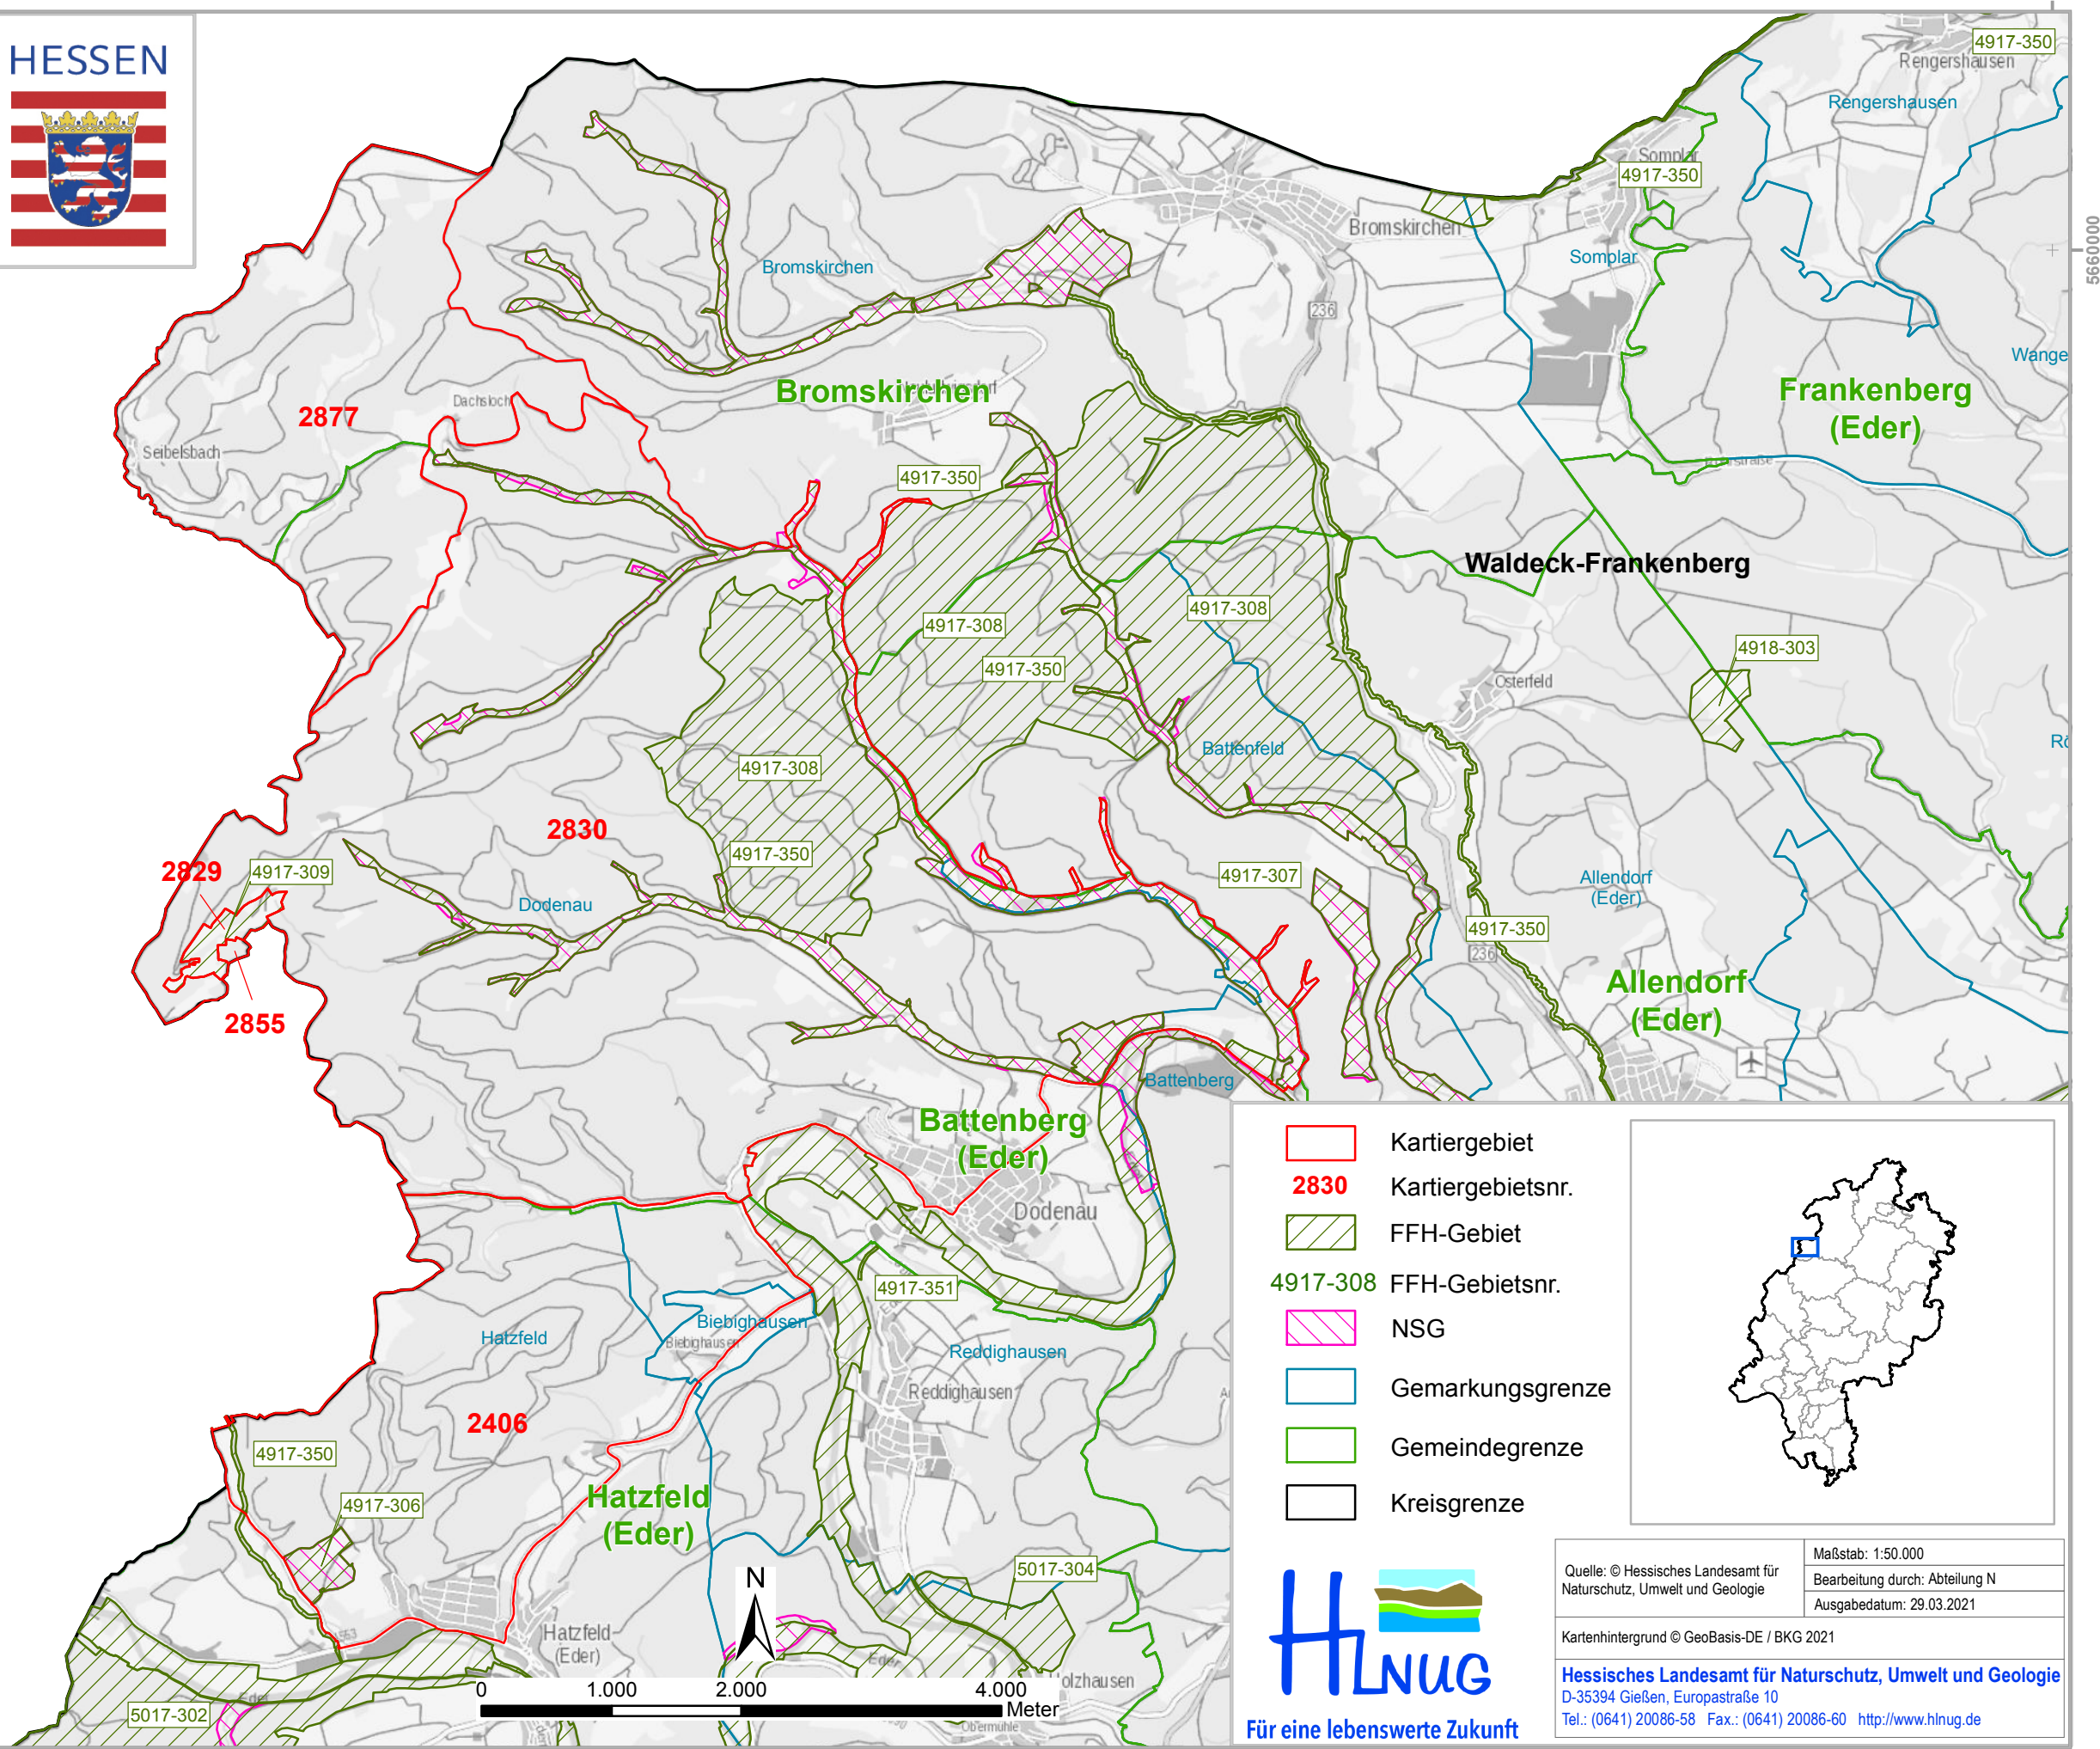 HESSEN
4917-350
Rengershausen
Rengershausen
Somplar
4917-350
5660000
Bromskirchen
Bromskirchen
Somplar
236
Wange
Bromskirchen
Frankenberg
(Eder)
2877
Dachsloch
Seibelsbach
4917-350
Waldeck-Frankenberg
4917-308
4917-308
4917-350
4918-303
Osterfeld
Battenfeld
4917-308
2830
4917-350
2829
4917-309
4917-307
Dodenau
Allendorf
(Eder)
4917-350
236
Allendorf
(Eder)
2855
Battenberg
Battenberg
(Eder)
Dodenau
4917-351
Biebighausen
Biebighausen
Hatzfeld
Reddighausen
Reddighausen
2406
4917-350
4917-306
Hatzfeld
(Eder)
5017-304
N
553
Hatzfeld
(Eder)
Eder
Eder
olzhausen
Obermühle
5017-302
0 1.000 2.000 4.000
Meter
Kartiergebiet
2830 Kartiergebietsnr.
FFH-Gebiet
4917-308 FFH-Gebietsnr.
NSG
Gemarkungsgrenze
Gemeindegrenze
Kreisgrenze
HLNUG
Für eine lebenswerte Zukunft
Quelle: © Hessisches Landesamt für
Naturschutz, Umwelt und Geologie
Maßstab: 1:50.000
Bearbeitung durch: Abteilung N
Ausgabedatum: 29.03.2021
Kartenhintergrund © GeoBasis-DE / BKG 2021
Hessisches Landesamt für Naturschutz, Umwelt und Geologie
D-35394 Gießen, Europastraße 10
Tel.: (0641) 20086-58 Fax.: (0641) 20086-60 http://www.hlnug.de